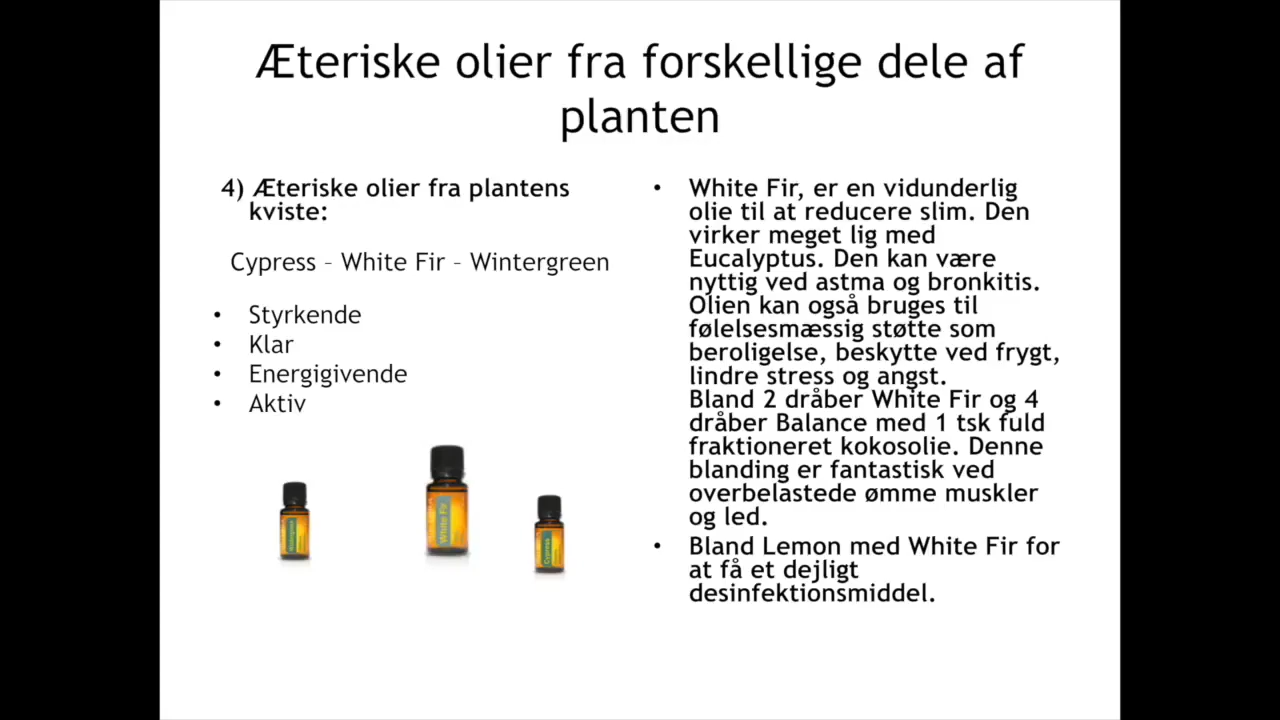 Æteriske olier fra forskellige dele af
planten
4) Æteriske olier fra plantens
kviste:
Cypress – White Fir – Wintergreen
• Styrkende
• Klar
• Energigivende
• Aktiv
• White Fir, er en vidunderlig
olie til at reducere slim. Den
virker meget lig med
Eucalyptus. Den kan være
nyttig ved astma og bronkitis.
Olien kan også bruges til
følelsesmæssig støtte som
beroligelse, beskytte ved frygt,
lindre stress og angst.
Bland 2 dråber White Fir og 4
dråber Balance med 1 tsk fuld
fraktioneret kokosolie. Denne
blanding er fantastisk ved
overbelastede ømme muskler
og led.
• Bland Lemon med White Fir for
at få et dejligt
desinfektionsmiddel.
White Fir
Cypress